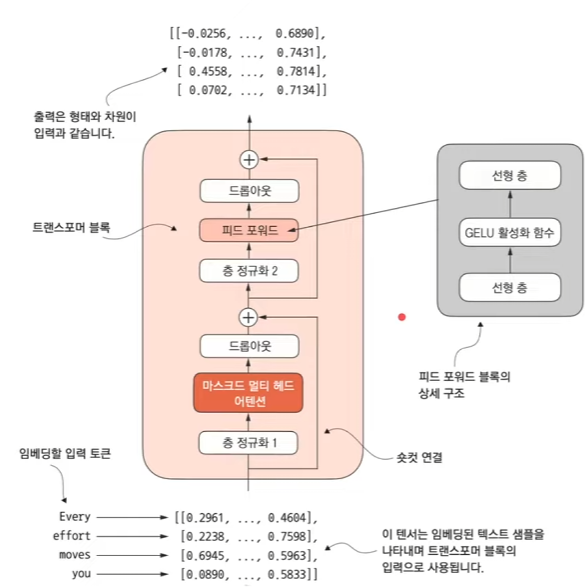 [[-0.0256, ..., 0.6890],
[-0.0178, ..., 0.7431],
[ 0.4558, ..., 0.7814],
[ 0.0702, ..., 0.7134]]
출력은 형태와 차원이
입력과 같습니다.
드롭아웃
피드 포워드
층 정규화 2
드롭아웃
마스크드 멀티 헤드
어텐션
층 정규화 1
트랜스포머 블록
선형 층
GELU 활성화 함수
선형 층
피드 포워드 블록의
상세 구조
숏컷 연결
임베딩할 입력 토큰
Every [[0.2961, ..., 0.4604],
effort [0.2238, ..., 0.7598],
moves [0.6945, ..., 0.5963],
you [0.0890, ..., 0.5833]]
이 텐서는 임베딩된 텍스트 샘플을
나타내며 트랜스포머 블록의
입력으로 사용됩니다.